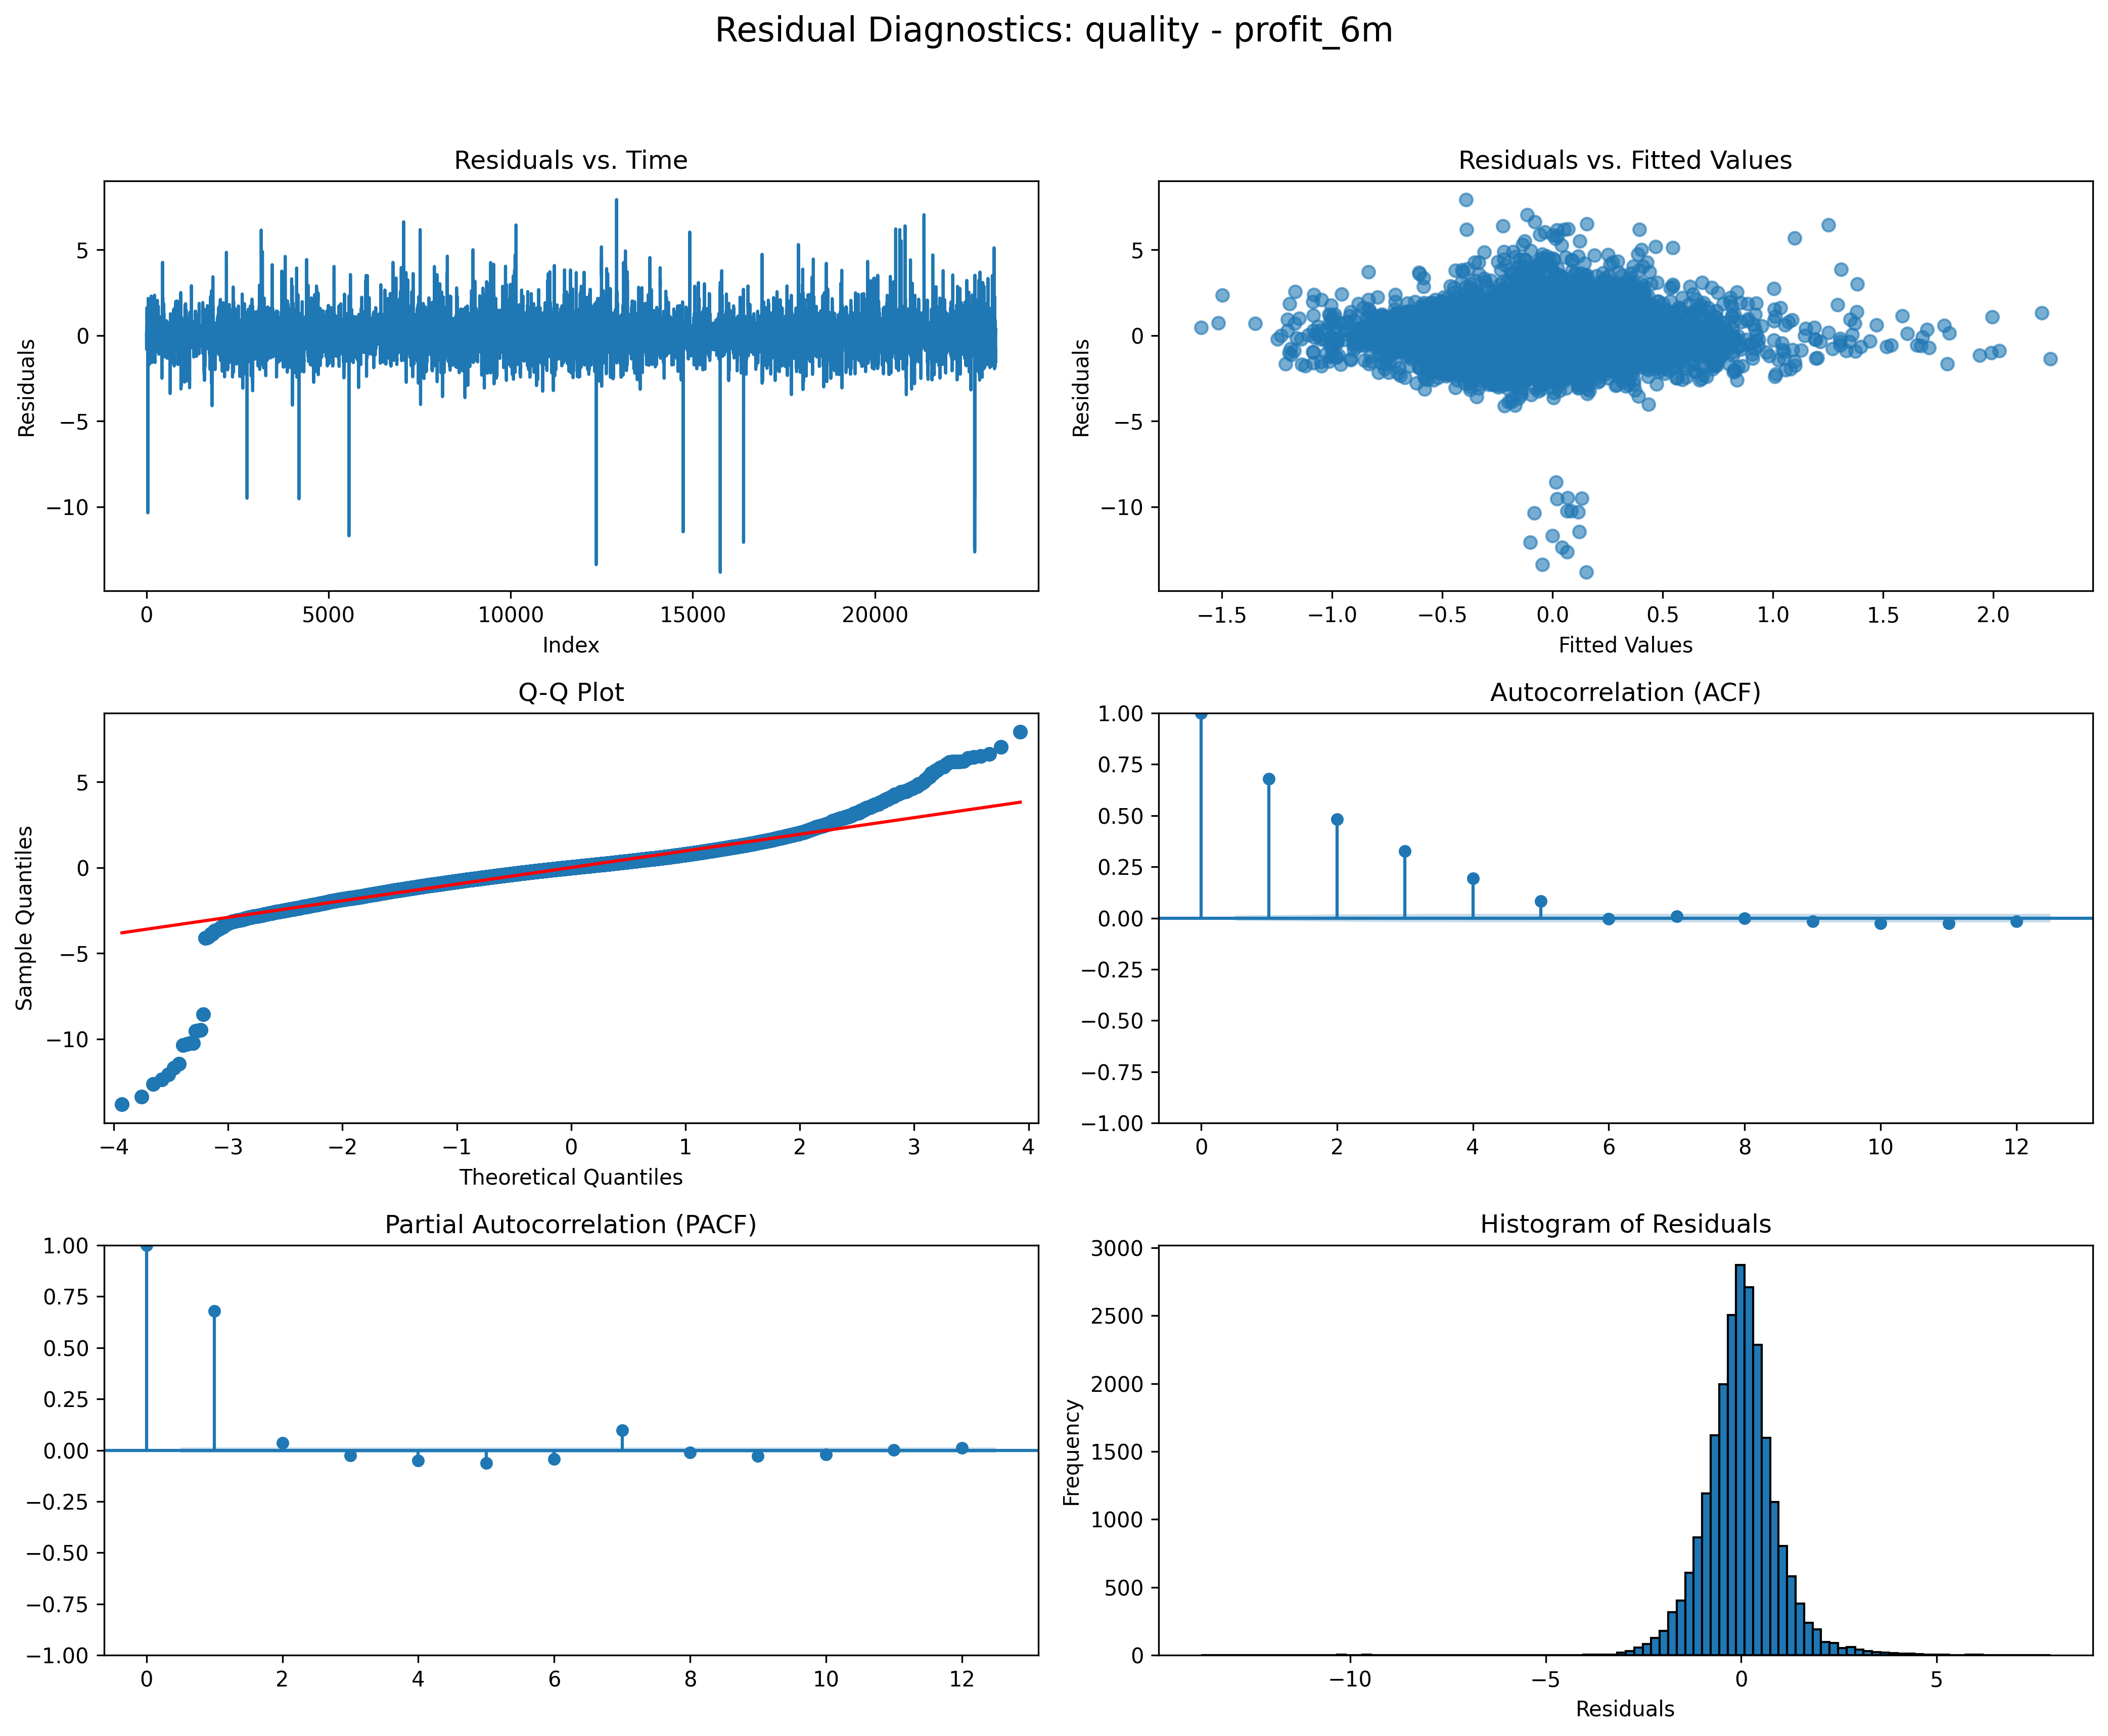 Residual Diagnostics: quality - profit_6m
Residuals vs. Time
Residuals
5
0
−5
−10
0 5000 10000 15000 20000
Index
Residuals vs. Fitted Values
Residuals
5
0
−5
−10
−1.5 −1.0 −0.5 0.0 0.5 1.0 1.5 2.0
Fitted Values
Q-Q Plot
Sample Quantiles
5
0
−5
−10
−4 −3 −2 −1 0 1 2 3 4
Theoretical Quantiles
Autocorrelation (ACF)
1.00
0.75
0.50
0.25
0.00
−0.25
−0.50
−0.75
−1.00
0 2 4 6 8 10 12
Partial Autocorrelation (PACF)
1.00
0.75
0.50
0.25
0.00
−0.25
−0.50
−0.75
−1.00
0 2 4 6 8 10 12
Histogram of Residuals
Frequency
3000
2500
2000
1500
1000
500
0
−10 −5 0 5
Residuals